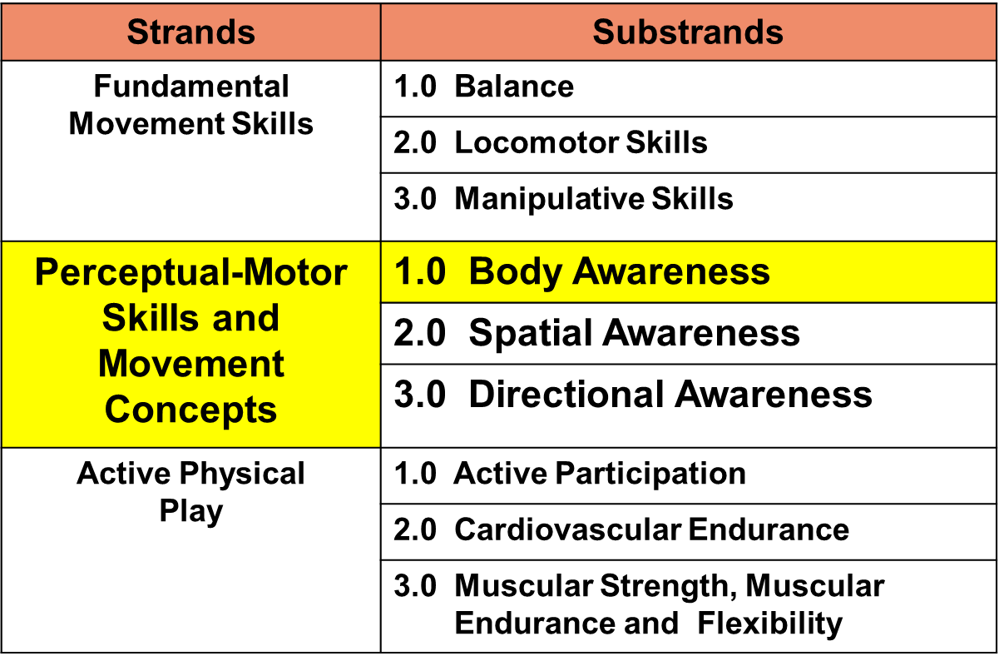 Strands
Substrands
Fundamental
Movement Skills
1.0 Balance
2.0 Locomotor Skills
3.0 Manipulative Skills
Perceptual-Motor
Skills and
Movement
Concepts
1.0 Body Awareness
2.0 Spatial Awareness
3.0 Directional Awareness
Active Physical
Play
1.0 Active Participation
2.0 Cardiovascular Endurance
3.0 Muscular Strength, Muscular
Endurance and Flexibility